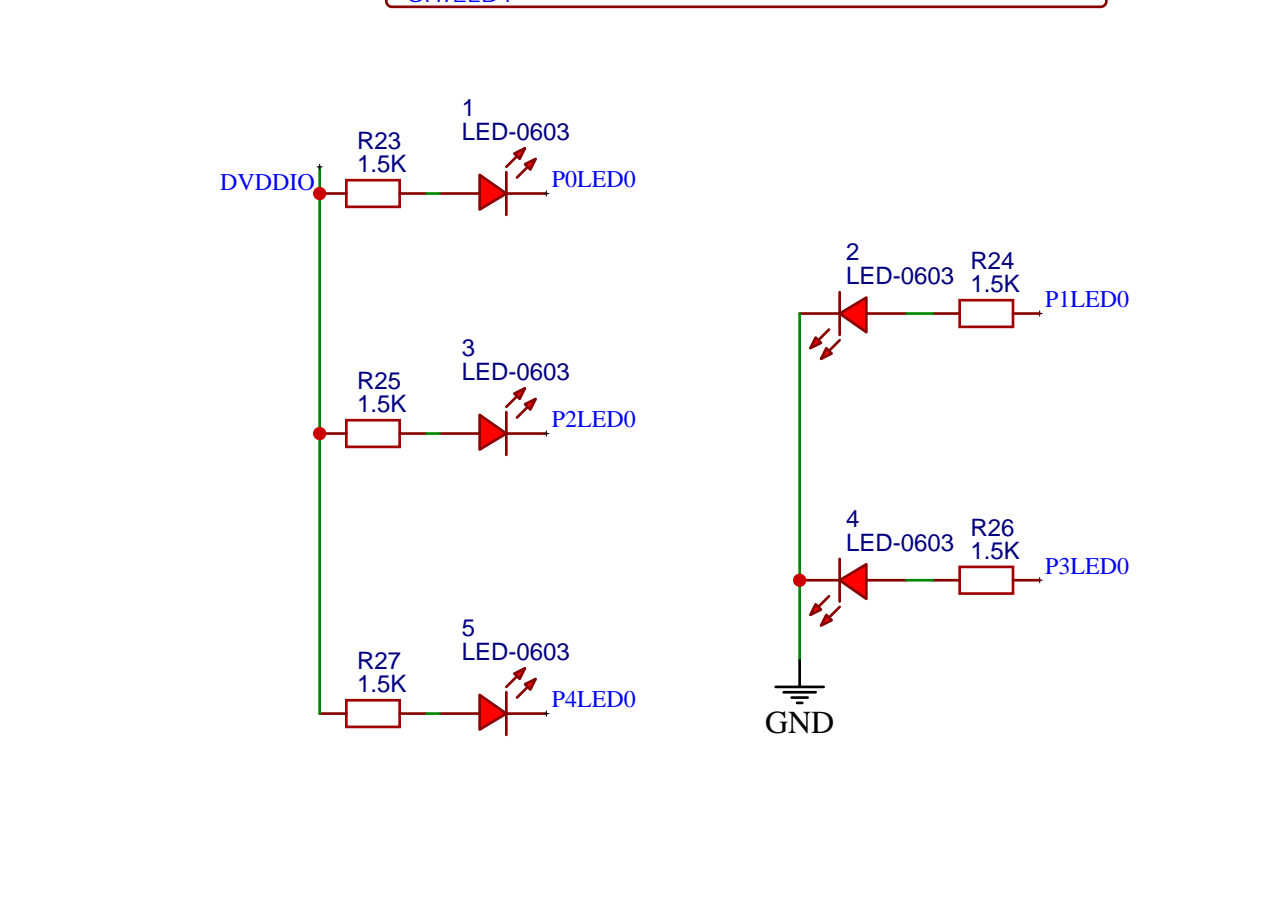 1
LED-0603
R23
1.5K
DVDDIO
P0LED0
2
LED-0603
R24
1.5K
P1LED0
3
LED-0603
R25
1.5K
P2LED0
4
LED-0603
R26
1.5K
P3LED0
5
LED-0603
R27
1.5K
P4LED0
GND